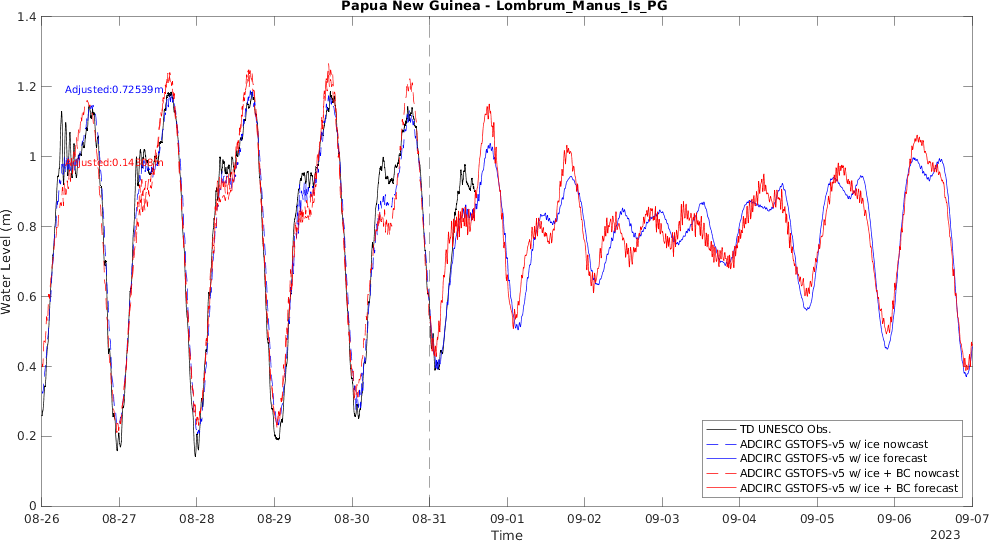 Papua New Guinea - Lombrum_Manus_Is_PG
1.4
1.2
1
0.8
0.6
0.4
0.2
0
Water Level (m)
Adjusted:0.72539m
08-26
08-27
08-28
08-29
08-30
08-31
09-01
09-02
09-03
09-04
09-05
09-06
09-07
Time
2023
TD UNESCO Obs.
ADCIRC GSTOFS-v5 w/ ice nowcast
ADCIRC GSTOFS-v5 w/ ice forecast
ADCIRC GSTOFS-v5 w/ ice + BC nowcast
ADCIRC GSTOFS-v5 w/ ice + BC forecast